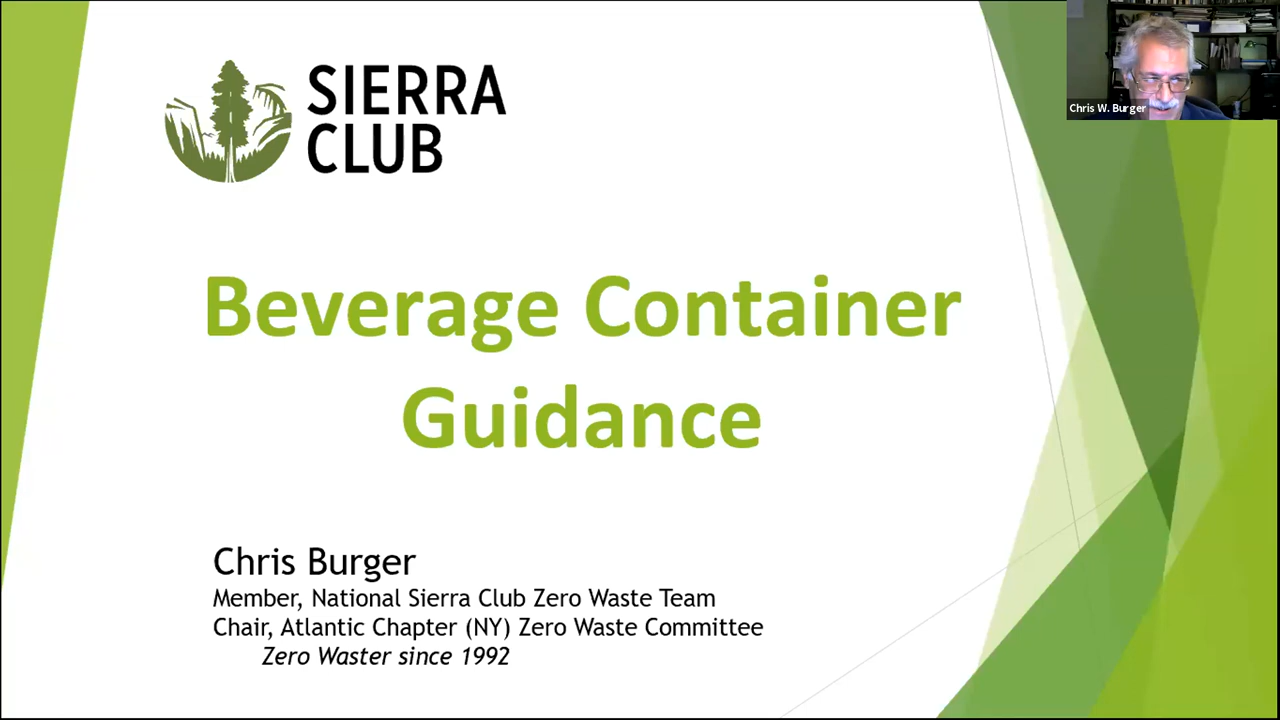 SIERRA
CLUB
Chris W. Burger
Beverage Container
Guidance
Chris Burger
Member, National Sierra Club Zero Waste Team
Chair, Atlantic Chapter (NY) Zero Waste Committee
Zero Waster since 1992